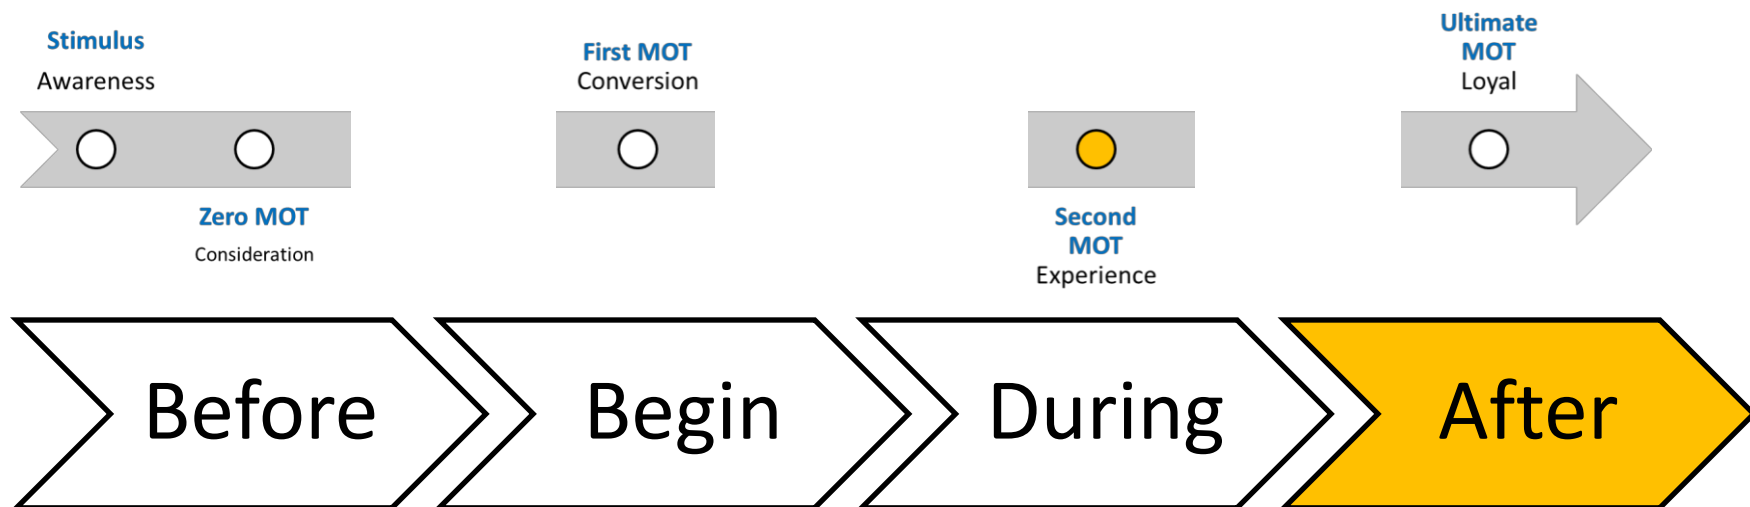 Stimulus
Awareness
Zero MOT
Consideration
First MOT
Conversion
Second
MOT
Experience
Ultimate
MOT
Loyal
Before
Begin
During
After